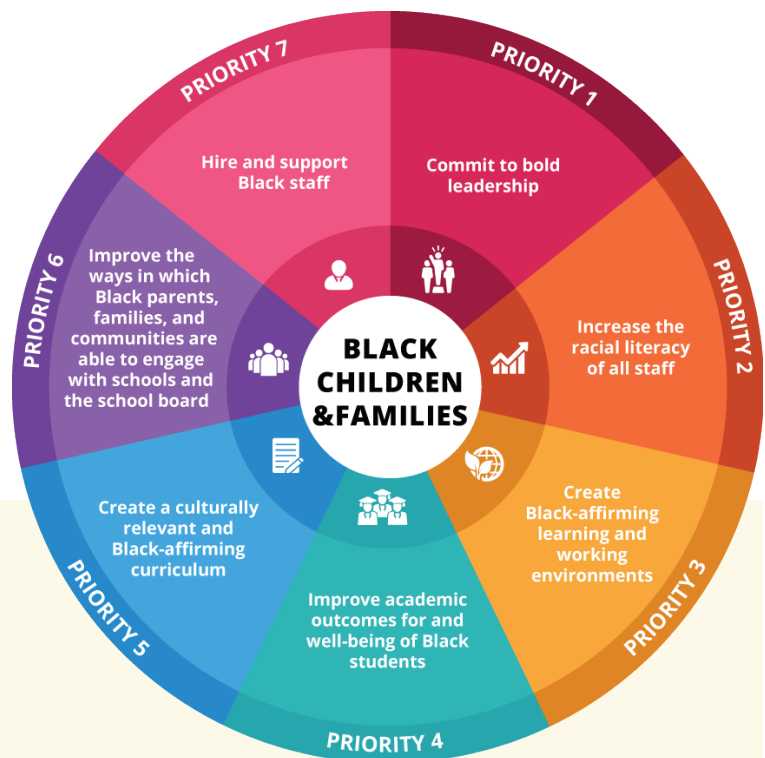 PRIORITY 1
Commit to bold
leadership
PRIORITY 2
Increase the
racial literacy
of all staff
PRIORITY 3
Create
Black-affirming
learning and
working
environments
PRIORITY 4
Improve academic
outcomes for and
well-being of Black
students
PRIORITY 5
Create a culturally
relevant and
Black-affirming
curriculum
PRIORITY 6
Improve the
ways in which
Black parents,
families, and
communities are
able to engage
with schools and
the school board
PRIORITY 7
Hire and support
Black staff
BLACK
CHILDREN
&FAMILIES